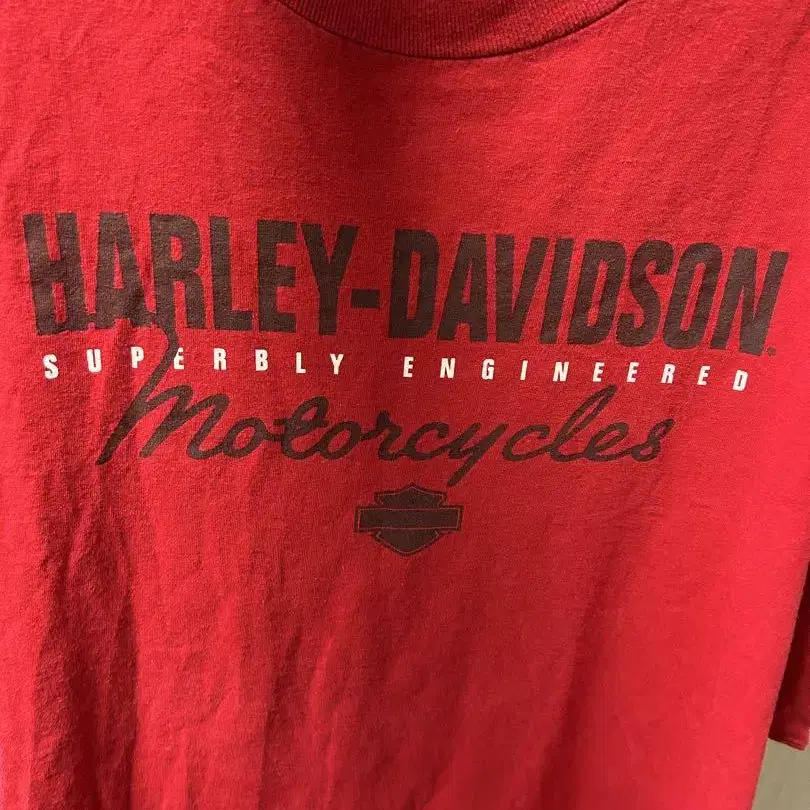 HARLEY-DAVIDSON.
SUPERBLY ENGINEERED
Motorcycles